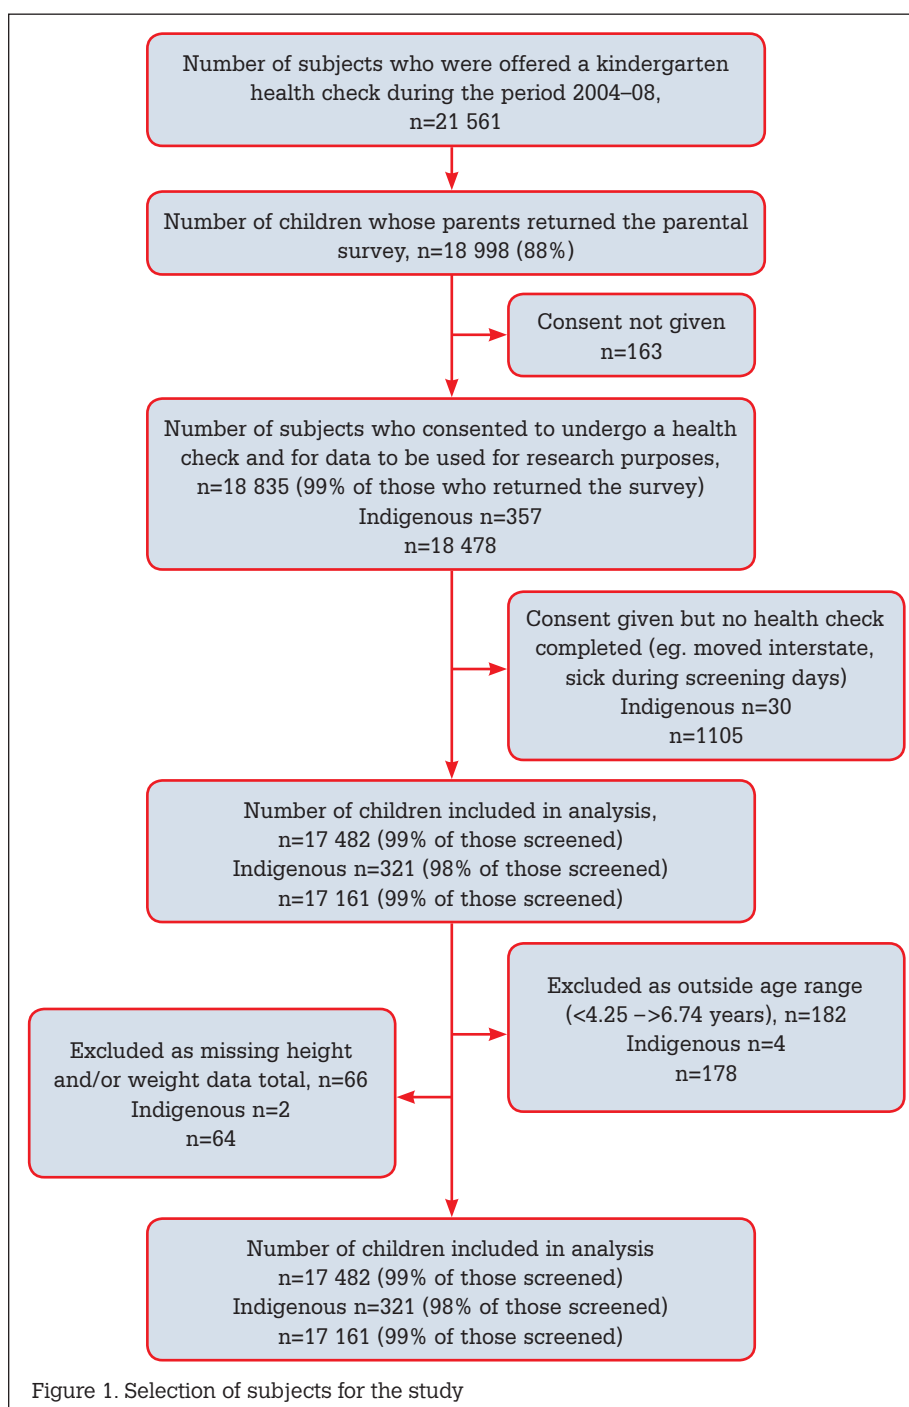 Number of subjects who were offered a kindergarten
health check during the period 2004–08,
n=21 561
Number of children whose parents returned the parental
survey, n=18 998 (88%)
Consent not given
n=163
Number of subjects who consented to undergo a health
check and for data to be used for research purposes,
n=18 835 (99% of those who returned the survey)
Indigenous n=357
n=18 478
Consent given but no health check
completed (eg. moved interstate,
sick during screening days)
Indigenous n=30
n=1105
Number of children included in analysis,
n=17 482 (99% of those screened)
Indigenous n=321 (98% of those screened)
n=17 161 (99% of those screened)
Excluded as outside age range
(<4.25 –>6.74 years), n=182
Indigenous n=4
n=178
Excluded as missing height
and/or weight data total, n=66
Indigenous n=2
n=64
Number of children included in analysis
n=17 482 (99% of those screened)
Indigenous n=321 (98% of those screened)
n=17 161 (99% of those screened)
Figure 1. Selection of subjects for the study